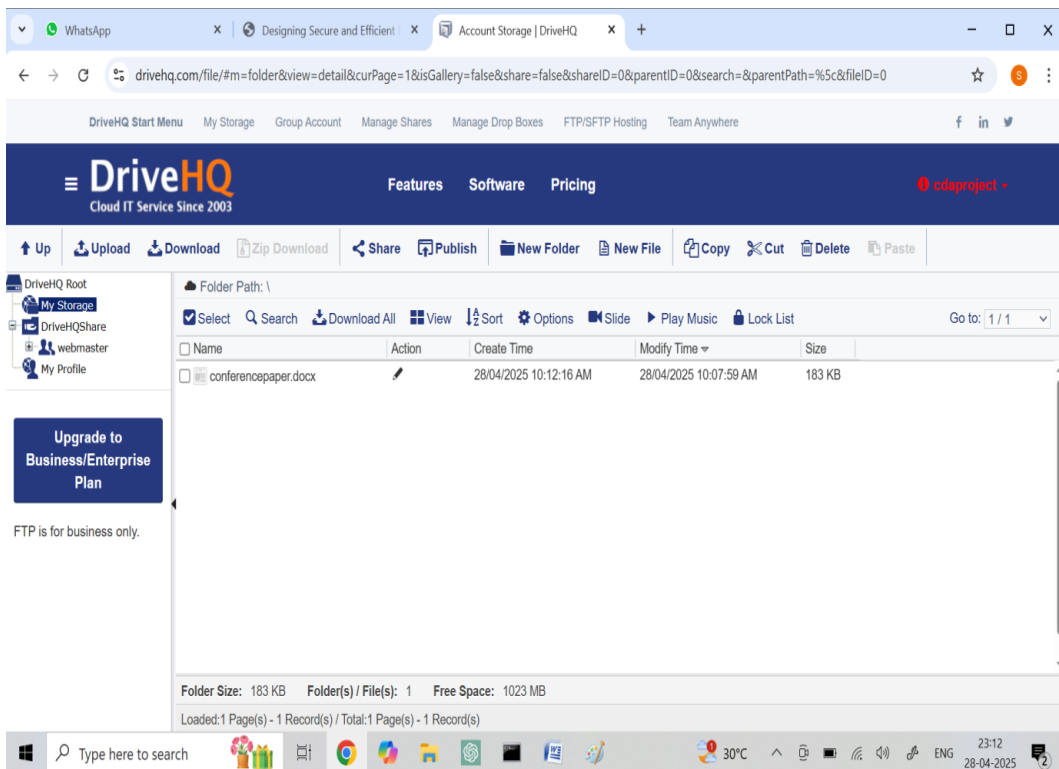 WhatsApp
Designing Secure and Efficient
Account Storage | DriveHQ
drivehq.com/file/#m=folder&view=detail&curPage=1&isGallery=false&share=false&shareID=0&parentID=0&search=&parentPath=%5c&fileID=0
S
DriveHQ Start Menu My Storage Group Account Manage Shares Manage Drop Boxes FTP/SFTP Hosting Team Anywhere
DriveHQ
Cloud IT Service Since 2003
Features Software Pricing
cdaproject
Up Upload Download Zip Download Share Publish New Folder New File Copy Cut Delete Paste
DriveHQ Root
My Storage
DriveHQShare
webmaster
My Profile
Upgrade to
Business/Enterprise
Plan
FTP is for business only.
Folder Path: \
Select Search Download All View Sort Options Slide Play Music Lock List Go to: 1 / 1
Name Action Create Time Modify Time Size
conferencepaper.docx 28/04/2025 10:12:16 AM 28/04/2025 10:07:59 AM 183 KB
Folder Size: 183 KB Folder(s) / File(s): 1 Free Space: 1023 MB
Loaded:1 Page(s) - 1 Record(s) / Total:1 Page(s) - 1 Record(s)
Type here to search
30°C
ENG
23:12
28-04-2025
2